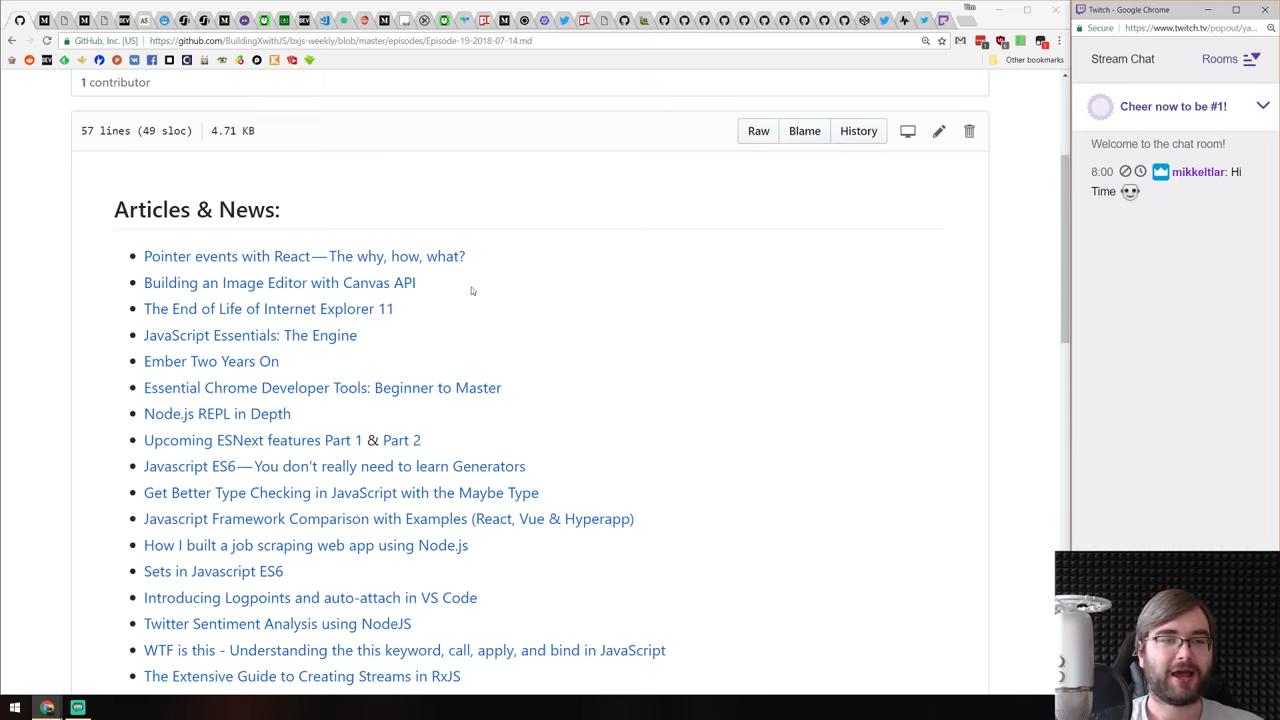 Tim
Twitch - Google Chrome
GitHub, Inc. [US]
https://github.com/BuildingXwithJS/bxjs-weekly/blob/master/episodes/Episode-19-2018-07-14.md
Secure
https://www.twitch.tv/popout/ya...
Other bookmarks
Stream Chat
Rooms
1 contributor
Cheer now to be #1!
57 lines (49 sloc)
4.71 KB
Raw
Blame
History
Welcome to the chat room!
8:00 mikkeltlar: Hi
Time
Articles & News:
Pointer events with React — The why, how, what?
Building an Image Editor with Canvas API
The End of Life of Internet Explorer 11
JavaScript Essentials: The Engine
Ember Two Years On
Essential Chrome Developer Tools: Beginner to Master
Node.js REPL in Depth
Upcoming ESNext features Part 1 & Part 2
Javascript ES6 — You don't really need to learn Generators
Get Better Type Checking in JavaScript with the Maybe Type
Javascript Framework Comparison with Examples (React, Vue & Hyperapp)
How I built a job scraping web app using Node.js
Sets in Javascript ES6
Introducing Logpoints and auto-attach in VS Code
Twitter Sentiment Analysis using NodeJS
WTF is this - Understanding the this keyword, call, apply, and bind in JavaScript
The Extensive Guide to Creating Streams in RxJS